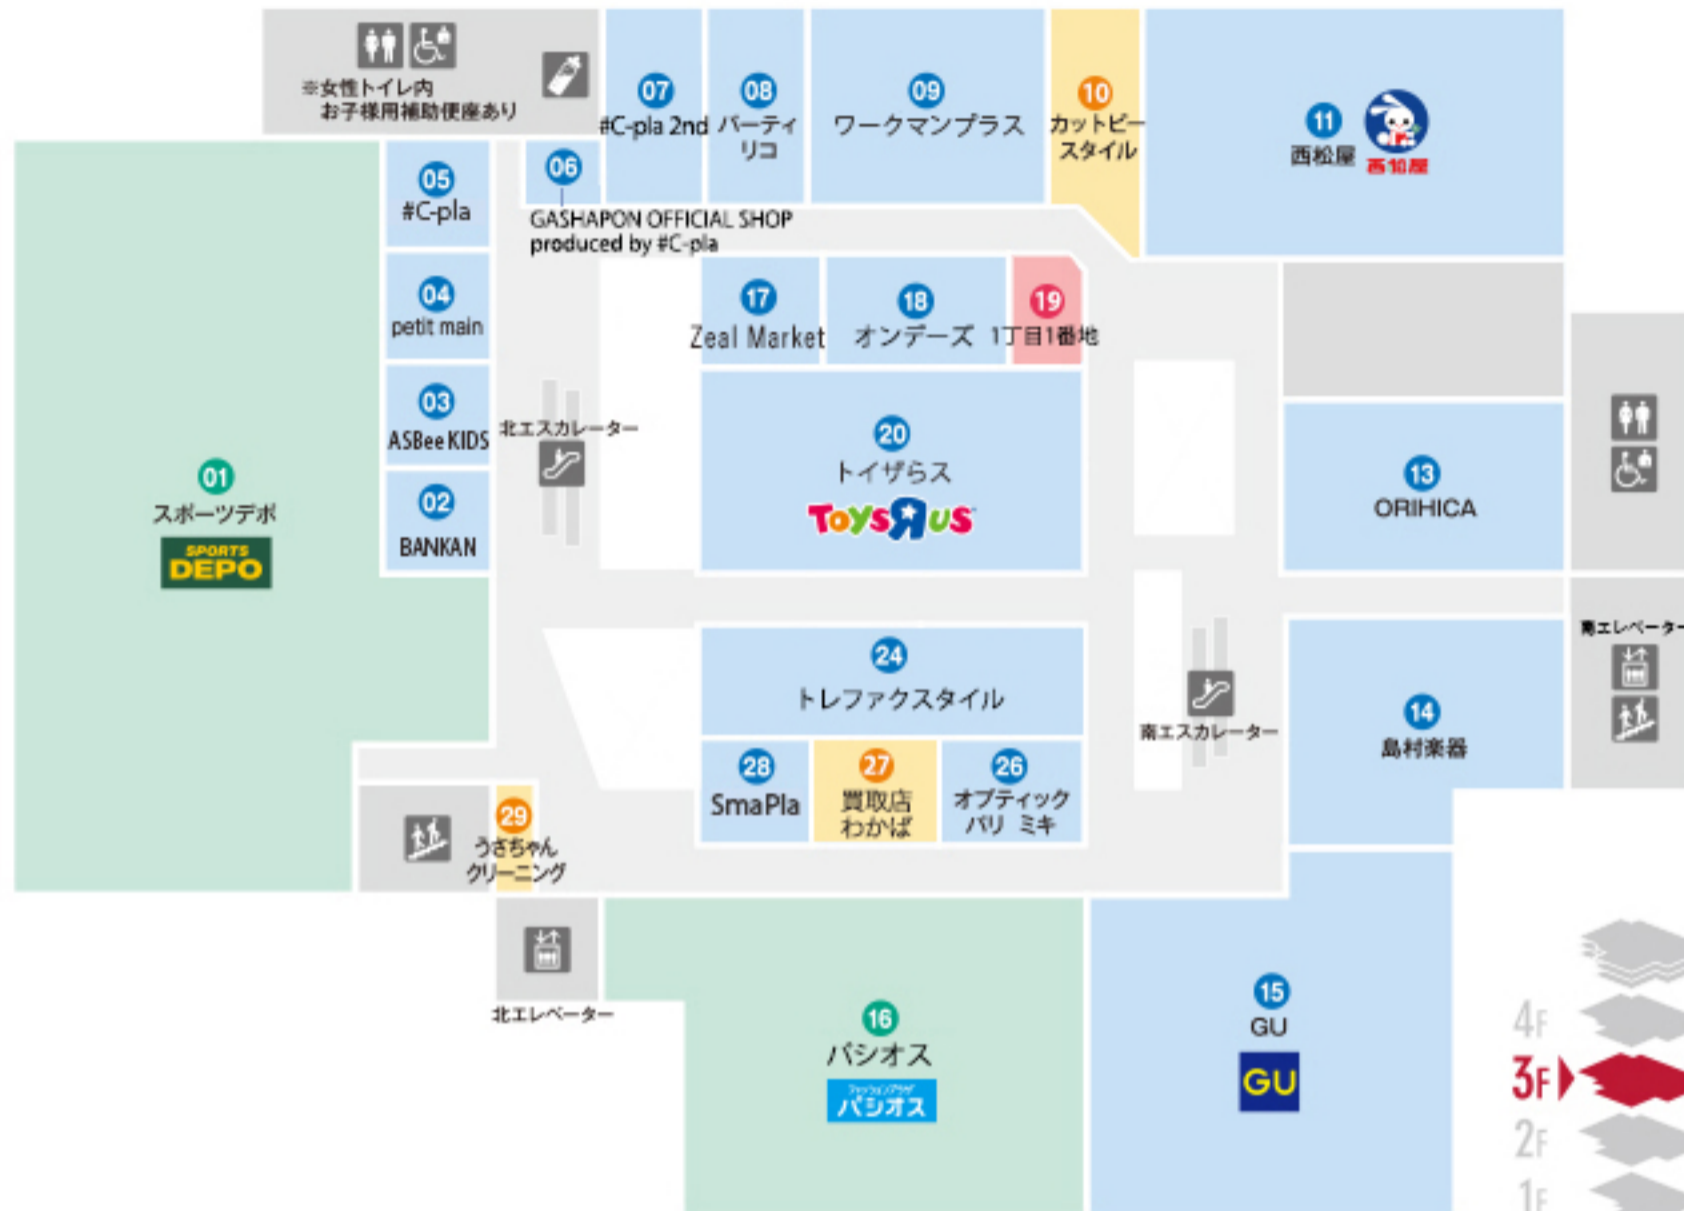 ※女性トイレ内
お子様用補助便座あり
07
#C-pla 2nd
08
パーティ
リコ
09
ワークマンプラス
10
カットビー
スタイル
11
西松屋
西松屋
06
GASHAPON OFFICIAL SHOP
produced by #C-pla
05
#C-pla
04
petit main
03
ASBee KIDS
02
BANKAN
01
スポーツデポ
SPORTS
DEPO
北エスカレーター
17
Zeal Market
18
オンデーズ
19
1丁目1番地
20
トイザらス
ToysЯus
13
ORIHICA
24
トレファクスタイル
28
SmaPla
27
買取店
わかば
26
オプティック
パリ ミキ
南エスカレーター
南エレベーター
14
島村楽器
29
うさちゃん
クリーニング
北エレベーター
16
パシオス
ファッションプラザ
パシオス
15
GU
GU
4F
3F
2F
1F